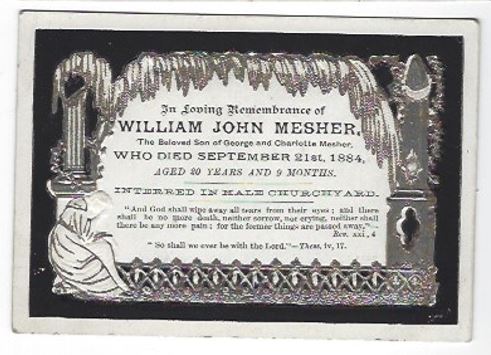 In Loving Remembrance of
WILLIAM JOHN MESHER,
The Beloved Son of George and Charlotte Mesher,
WHO DIED SEPTEMBER 21st, 1884,
AGED 20 YEARS AND 9 MONTHS.
INTERRED IN HALE CHURCHYARD.
"And God shall wipe away all tears from their eyes; and there
shall be no more death, neither sorrow, nor crying, neither shall
there be any more pain; for the former things are passed away."—
Rev. xxi, 4
"So shall we ever be with the Lord."—Thess. iv, 17.